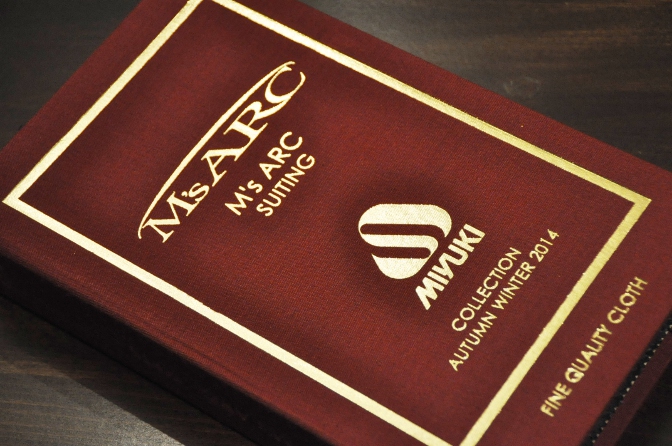 M's ARC
M's ARC
SUITING
MIYUKI
COLLECTION
AUTUMN WINTER 2014
FINE QUALITY CLOTH